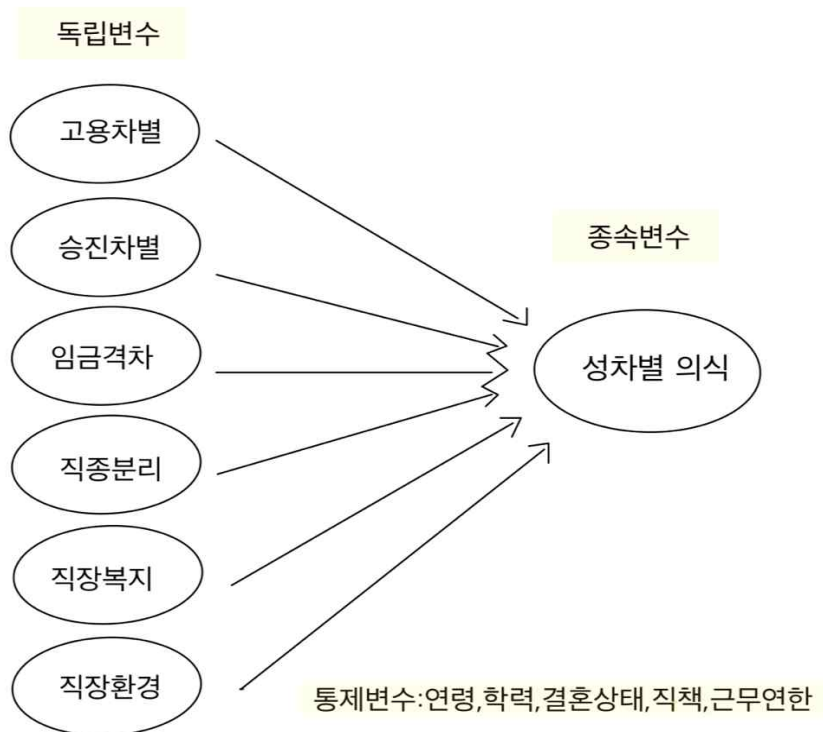 독립변수
고용차별
승진차별
임금격차
직종분리
직장복지
직장환경
종속변수
성차별 의식
통제변수:연령,학력,결혼상태,직책,근무연한